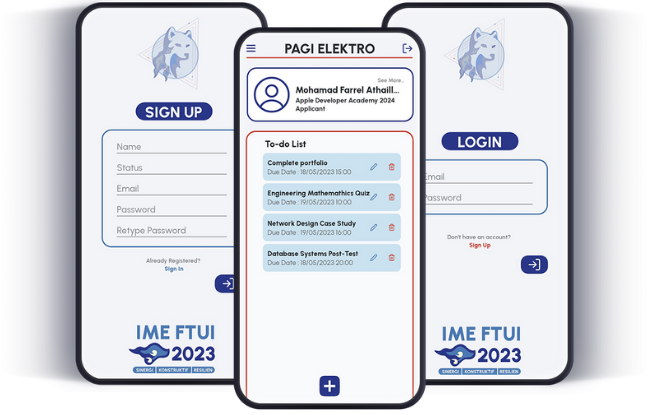 SIGN UP
Name
Status
Email
Password
Retype Password
Already Registered?
Sign In
IME FTUI
2023
SINERGI | KONSTRUKTIF | RESILIEN
PAGI ELEKTRO
See More..
Mohamad Farrel Athaill...
Apple Developer Academy 2024
Applicant
To-do List
Complete portfolio
Due Date : 18/05/2023 15:00
Engineering Mathemathics Quiz
Due Date : 19/05/2023 10:00
Network Design Case Study
Due Date : 19/05/2023 16:00
Database Systems Post-Test
Due Date : 18/05/2023 20:00
LOGIN
Email
Password
Don't have an account?
Sign Up
IME FTUI
2023
SINERGI | KONSTRUKTIF | RESILIEN